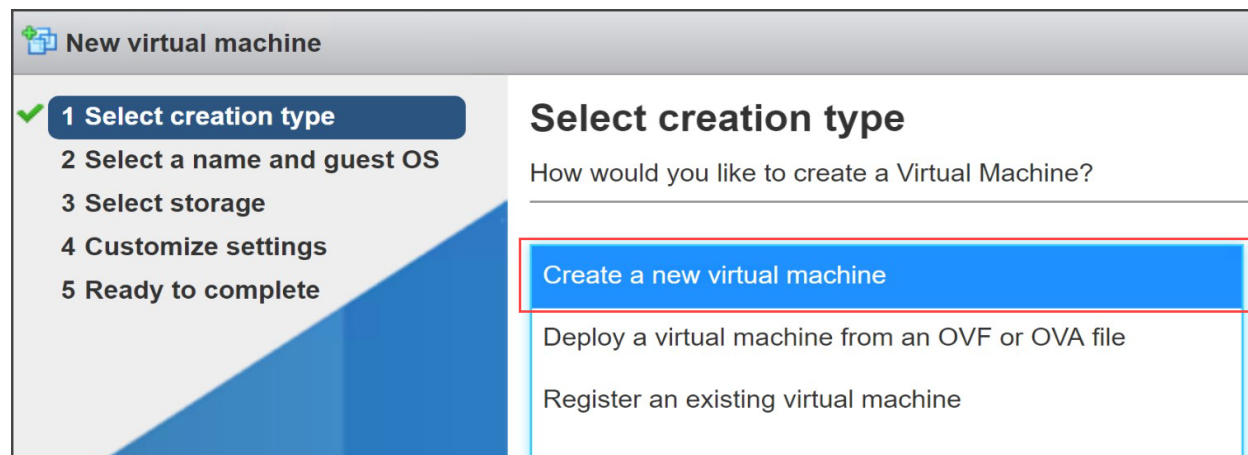 New virtual machine
1 Select creation type
2 Select a name and guest OS
3 Select storage
4 Customize settings
5 Ready to complete
Select creation type
How would you like to create a Virtual Machine?
Create a new virtual machine
Deploy a virtual machine from an OVF or OVA file
Register an existing virtual machine